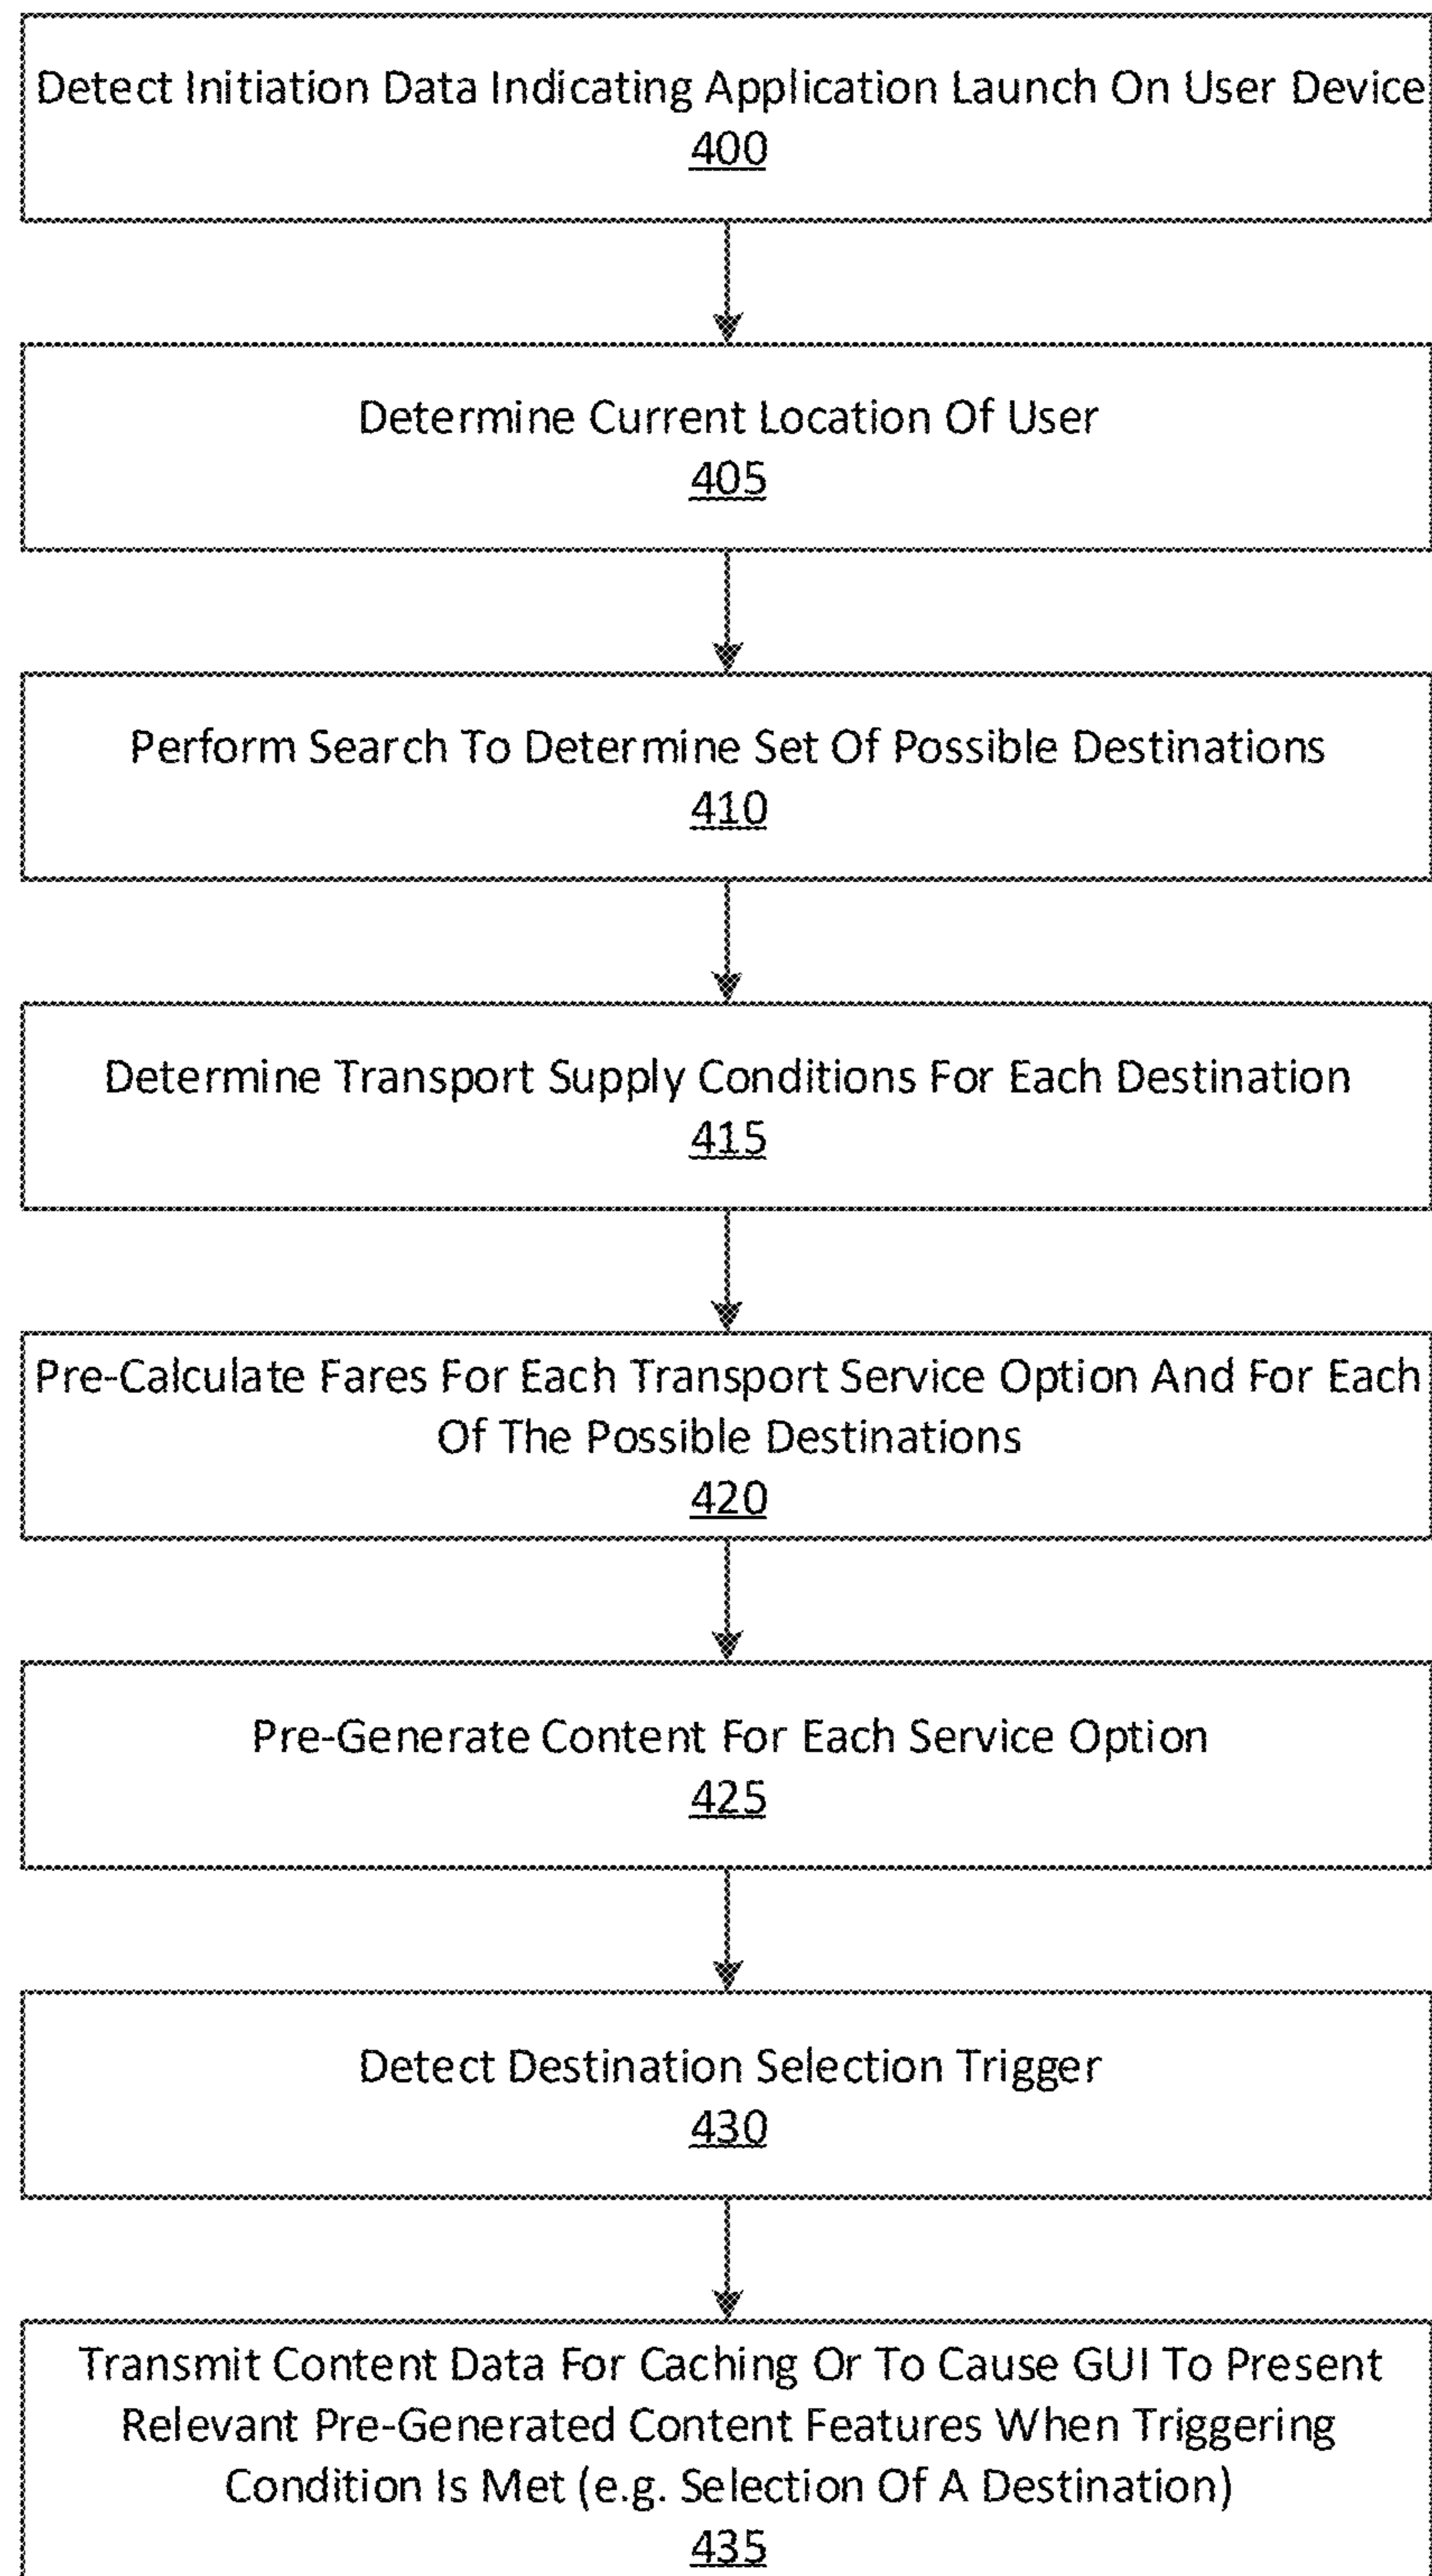 Detect Initiation Data Indicating Application Launch On User Device
400
Determine Current Location Of User
405
Perform Search To Determine Set Of Possible Destinations
410
Determine Transport Supply Conditions For Each Destination
415
Pre-Calculate Fares For Each Transport Service Option And For Each
Of The Possible Destinations
420
Pre-Generate Content For Each Service Option
425
Detect Destination Selection Trigger
430
Transmit Content Data For Caching Or To Cause GUI To Present
Relevant Pre-Generated Content Features When Triggering
Condition Is Met (e.g. Selection Of A Destination)
435